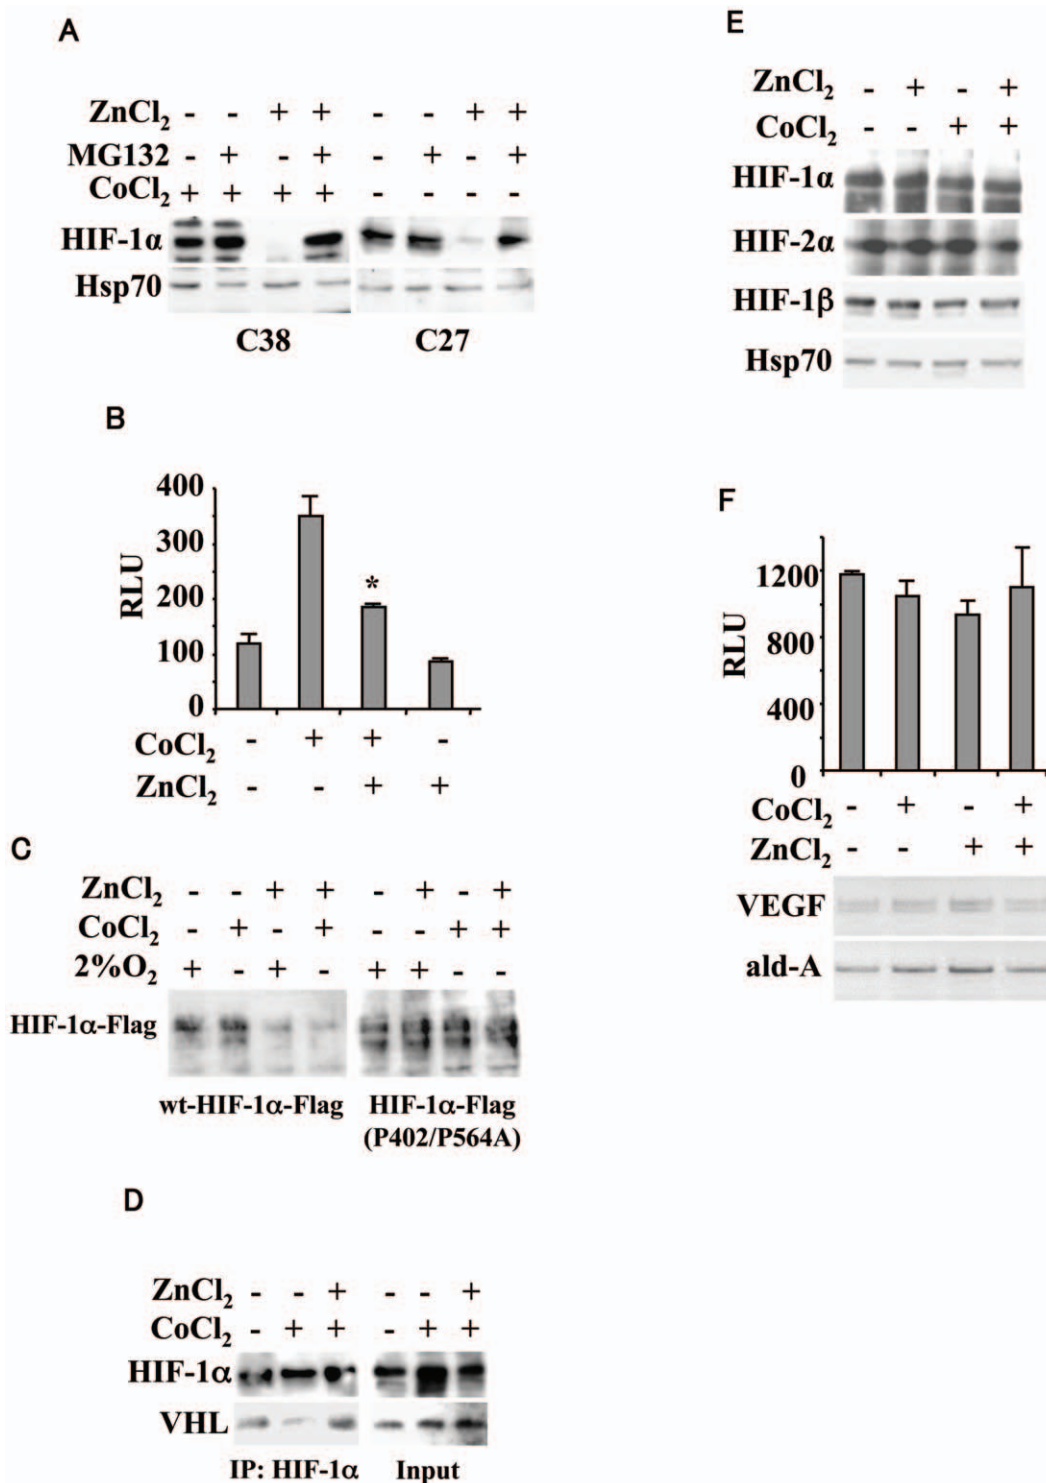 A
ZnCl₂ - - + + - - + +
MG132 - + - + - + - +
CoCl₂ + + + + - - - -
HIF-1α
Hsp70
C38 C27
B
400
300
200
100
0
RLU
*
CoCl₂ - + + -
ZnCl₂ - - + +
C
ZnCl₂ - - + + - + - +
CoCl₂ - + - + - - + +
2%O₂ + - + - + + - -
HIF-1α-Flag
wt-HIF-1α-Flag HIF-1α-Flag
(P402/P564A)
D
ZnCl₂ - - + - - +
CoCl₂ - + + - + +
HIF-1α
VHL
IP: HIF-1α Input
E
ZnCl₂ - + - +
CoCl₂ - - + +
HIF-1α
HIF-2α
HIF-1β
Hsp70
F
1200
800
400
0
RLU
CoCl₂ - + - +
ZnCl₂ - - + +
VEGF
ald-A